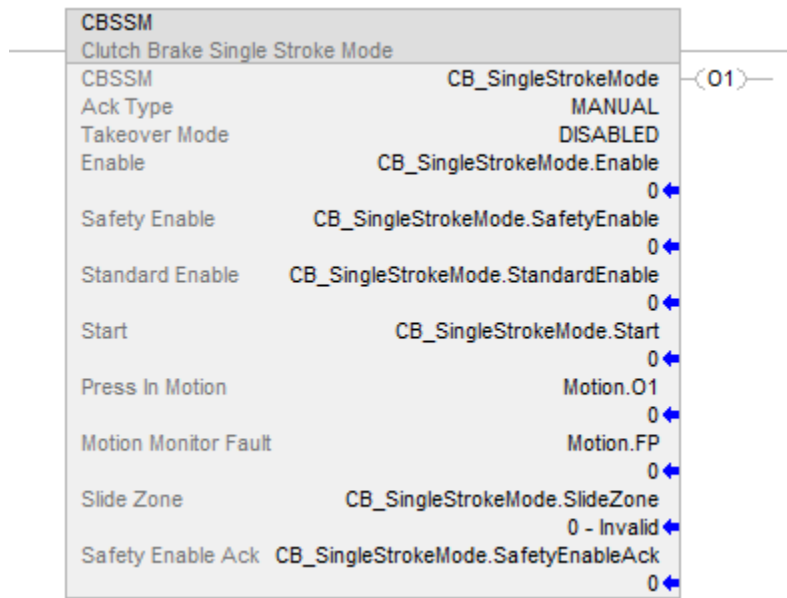 CBSSM
Clutch Brake Single Stroke Mode
CBSSM CB_SingleStrokeMode (O1)
Ack Type MANUAL
Takeover Mode DISABLED
Enable CB_SingleStrokeMode.Enable
0
Safety Enable CB_SingleStrokeMode.SafetyEnable
0
Standard Enable CB_SingleStrokeMode.StandardEnable
0
Start CB_SingleStrokeMode.Start
0
Press In Motion Motion.O1
0
Motion Monitor Fault Motion.FP
0
Slide Zone CB_SingleStrokeMode.SlideZone
0 - Invalid
Safety Enable Ack CB_SingleStrokeMode.SafetyEnableAck
0